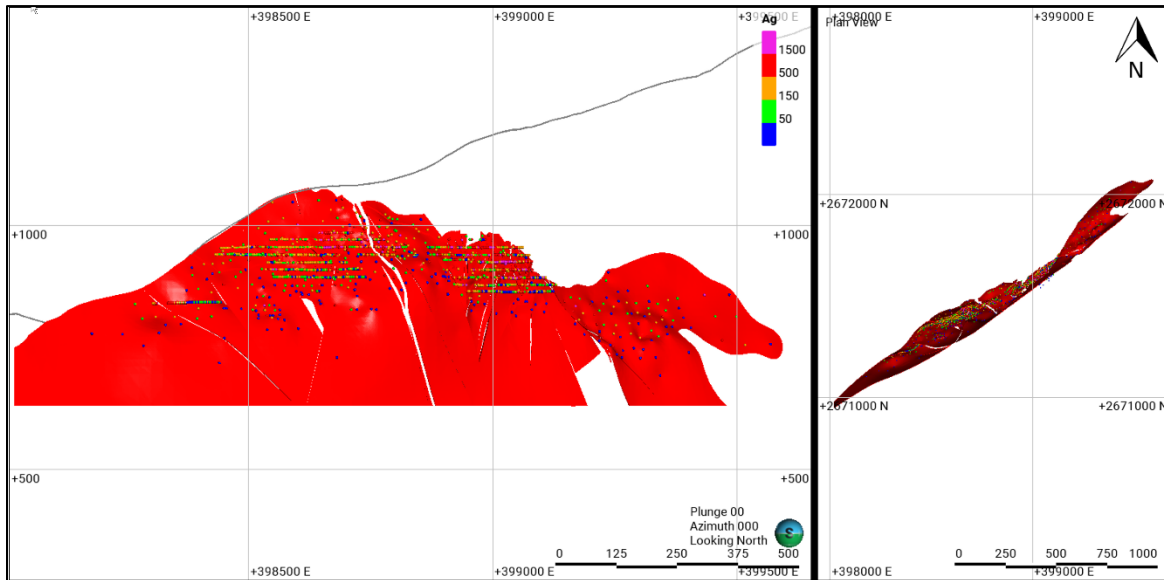 +398500 E
+399000 E
+399500 E
Ag
1500
500
150
50
+1000
+1000
+500
+500
Plunge 00
Azimuth 000
Looking North
S
0
125
250
375
500
+398500 E
+399000 E
+399500 E
+398000 E
+399000 E
Plan View
N
+2672000 N
+2672000 N
+2671000 N
+2671000 N
0
250
500
750
1000
+398000 E
+399000 E